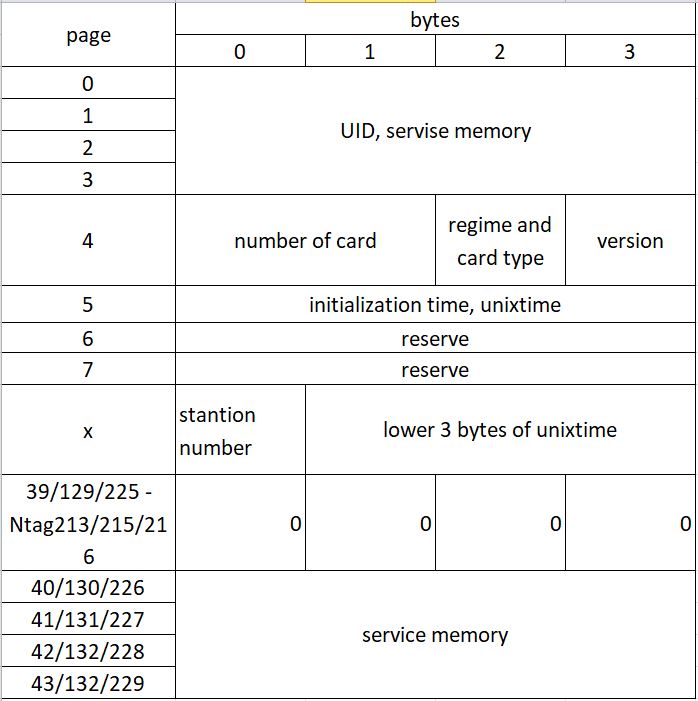 page
bytes
0 1 2 3
0
1
2
3
UID, servise memory
4
number of card
regime and
card type
version
5
initialization time, unixtime
6
reserve
7
reserve
x
stantion
number
lower 3 bytes of unixtime
39/129/225 -
Ntag213/215/21
6
0 0 0 0
40/130/226
41/131/227
42/132/228
43/132/229
service memory